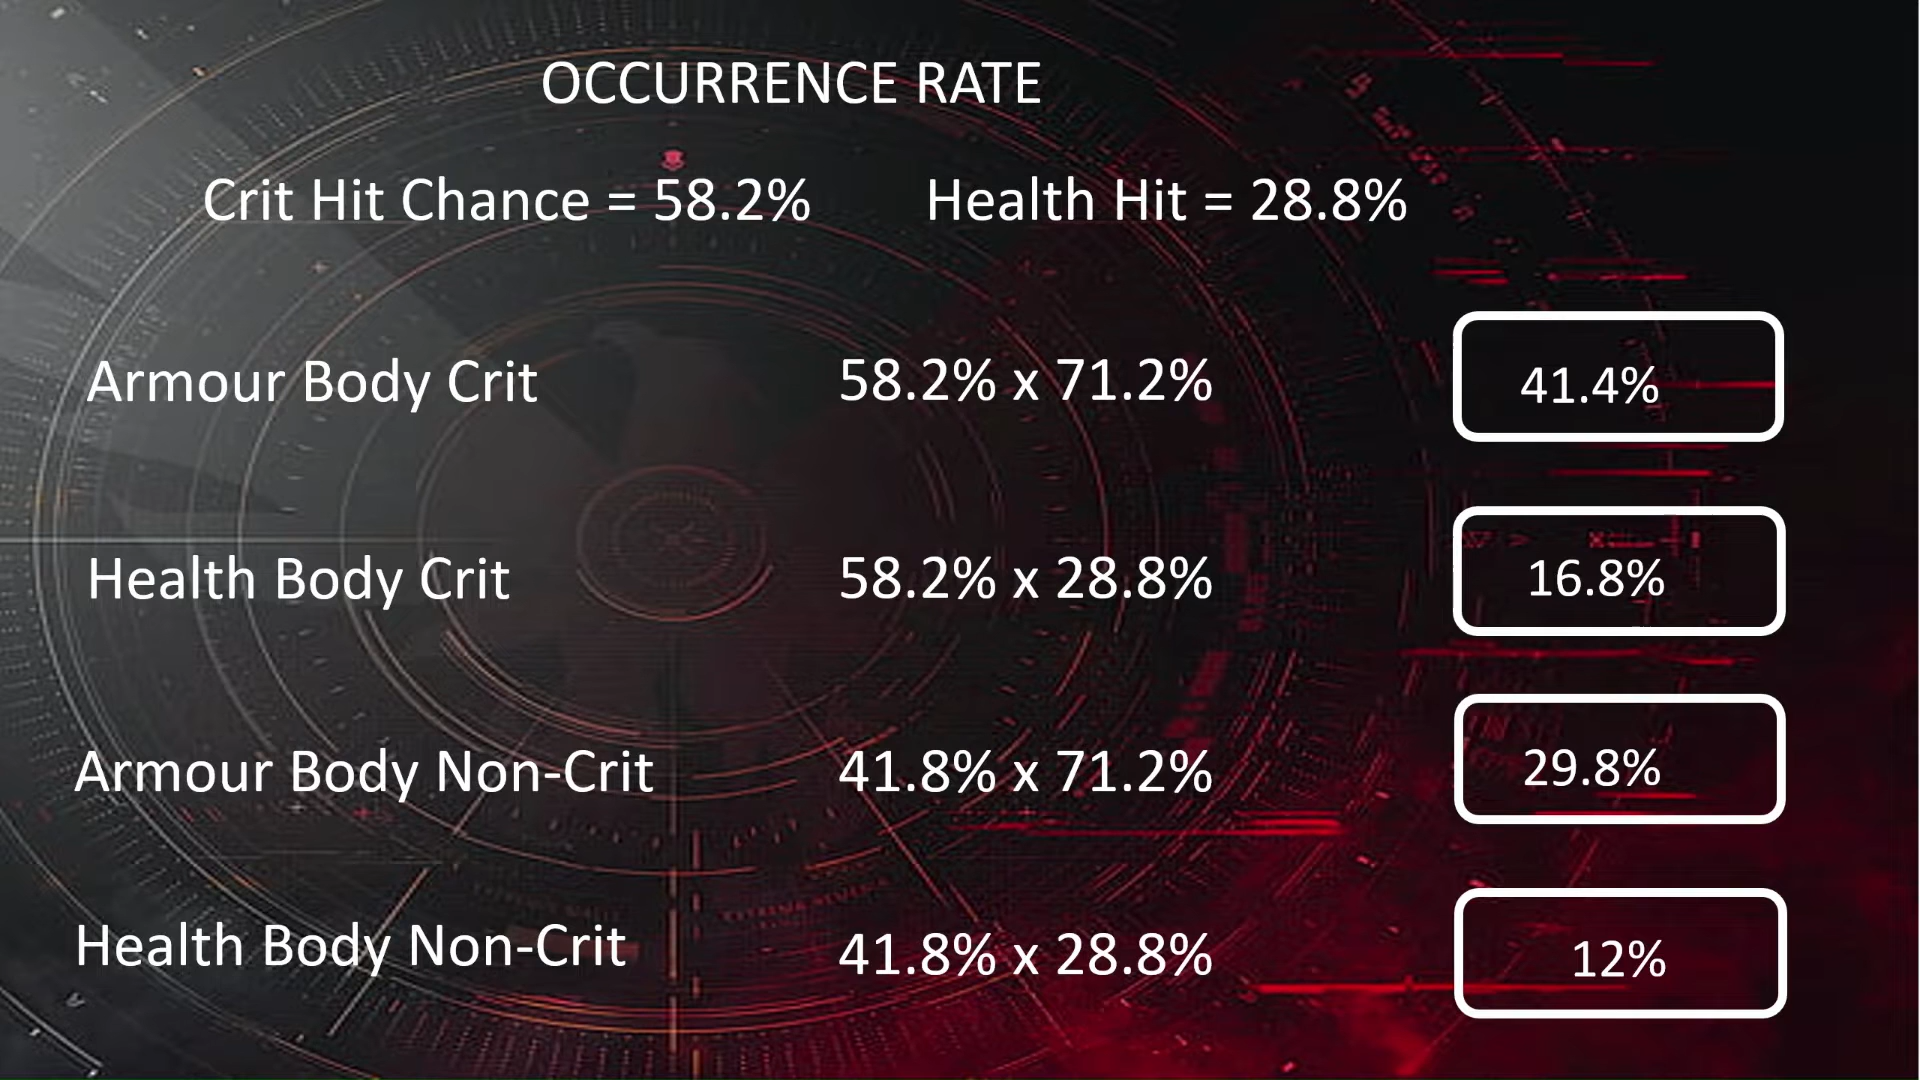 OCCURRENCE RATE
Crit Hit Chance = 58.2% Health Hit = 28.8%
Armour Body Crit 58.2% x 71.2% 41.4%
Health Body Crit 58.2% x 28.8% 16.8%
Armour Body Non-Crit 41.8% x 71.2% 29.8%
Health Body Non-Crit 41.8% x 28.8% 12%